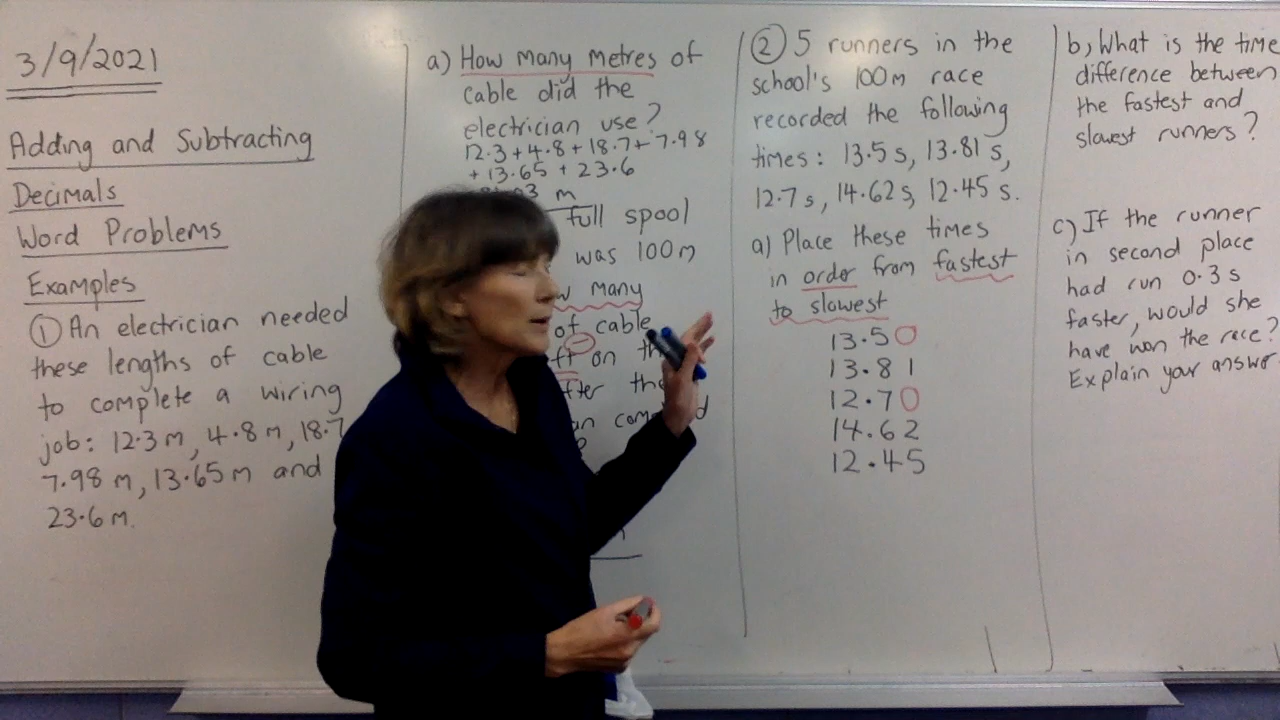 3/9/2021
Adding and Subtracting
Decimals
Word Problems
Examples
① An electrician needed
these lengths of cable
to complete a wiring
job: 12.3 m, 4.8 m, 18.7
7.98 m, 13.65 m and
23.6 m.
a) How many metres of
cable did the
electrician use?
12.3 + 4.8 + 18.7 + 7.98
+ 13.65 + 23.6
m
full spool
was 100 m
many
of cable
on
② 5 runners in the
school's 100m race
recorded the following
times: 13.5 s, 13.81 s,
12.7 s, 14.62 s, 12.45 s.
a) Place these times
in order from fastest
to slowest
13.50
13.81
12.70
14.62
12.45
b, What is the time
difference between
the fastest and
slowest runners?
c) If the runner
in second place
had run 0.3 s
faster, would she
have won the race?
Explain your answer